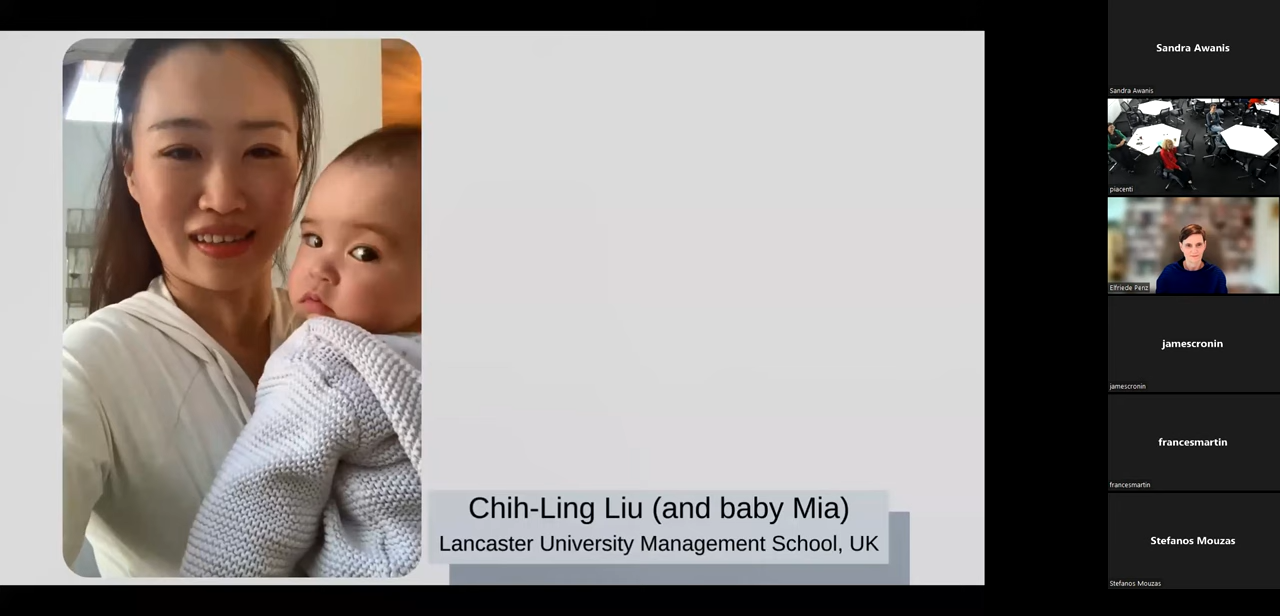 Chih-Ling Liu (and baby Mia)
Lancaster University Management School, UK
Sandra Awanis
Sandra Awanis
piacenti
Elfriede Penz
jamescronin
jamescronin
francesmartin
francesmartin
Stefanos Mouzas
Stefanos Mouzas